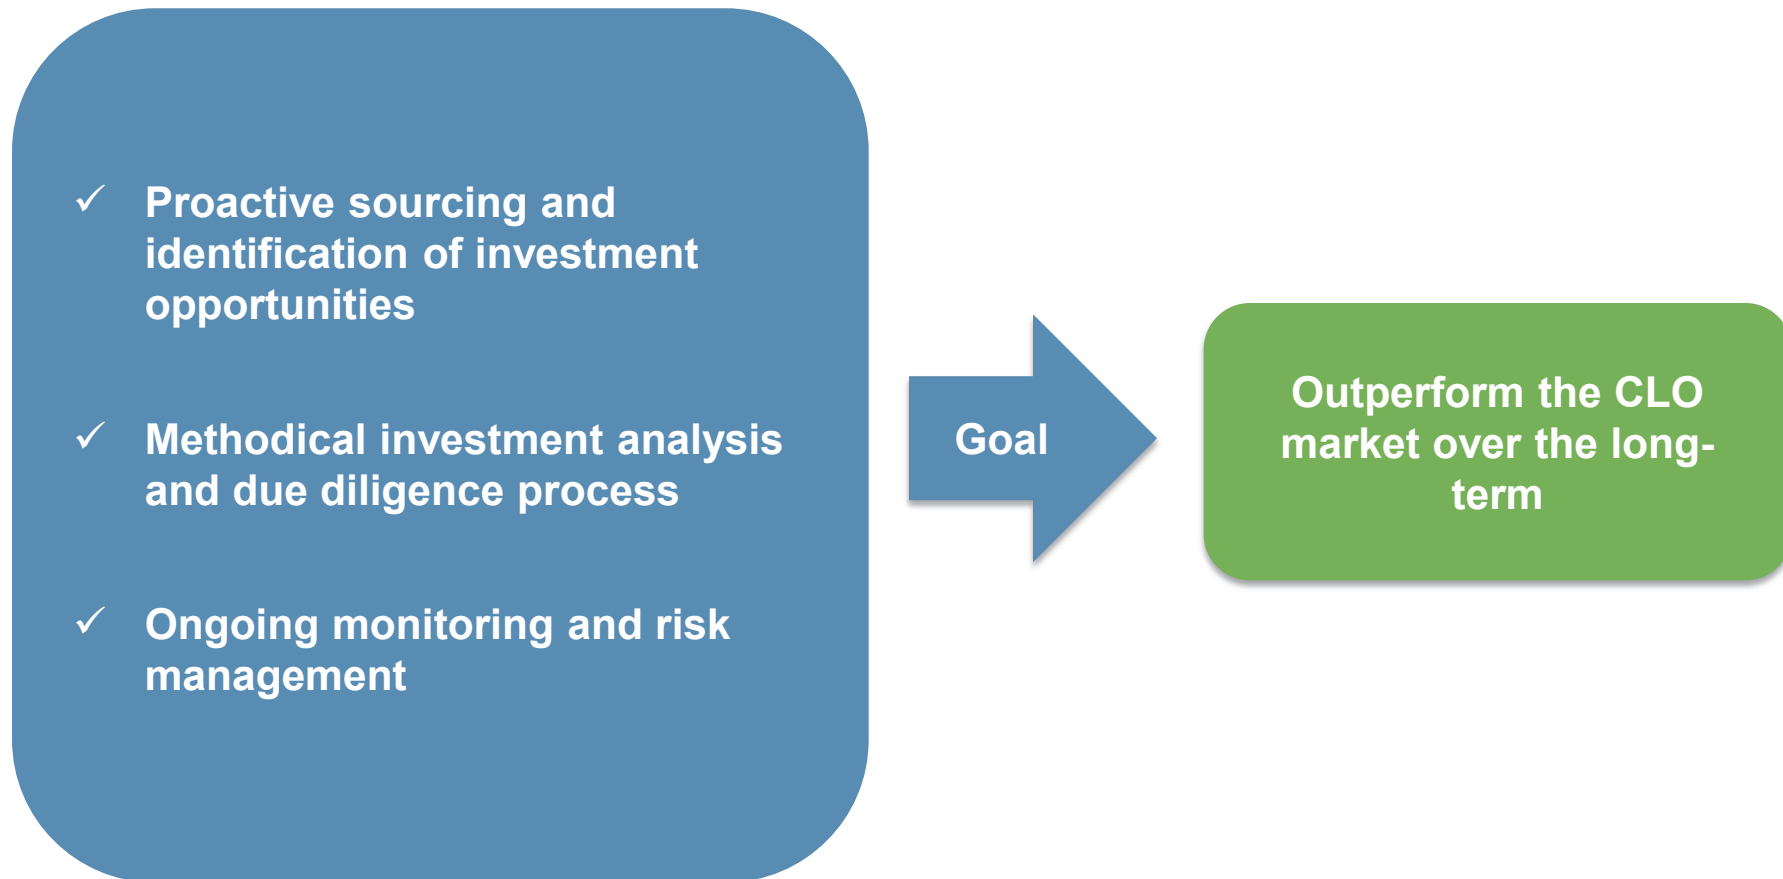 ✓ Proactive sourcing and
identification of investment
opportunities
✓ Methodical investment analysis
and due diligence process
✓ Ongoing monitoring and risk
management
Goal
Outperform the CLO
market over the long-
term